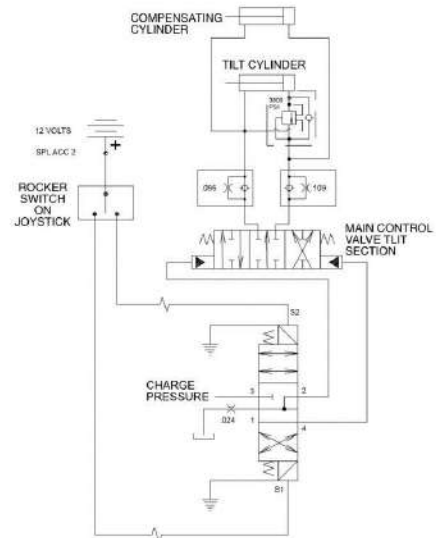 COMPENSATING
CYLINDER
TILT CYLINDER
3000
PSI
12 VOLTS
+
SPL ACC 2
ROCKER
SWITCH
ON
JOYSTICK
.096
.109
MAIN CONTROL
VALVE TLIT
SECTION
S2
CHARGE
PRESSURE
3
2
1
4
.024
S1